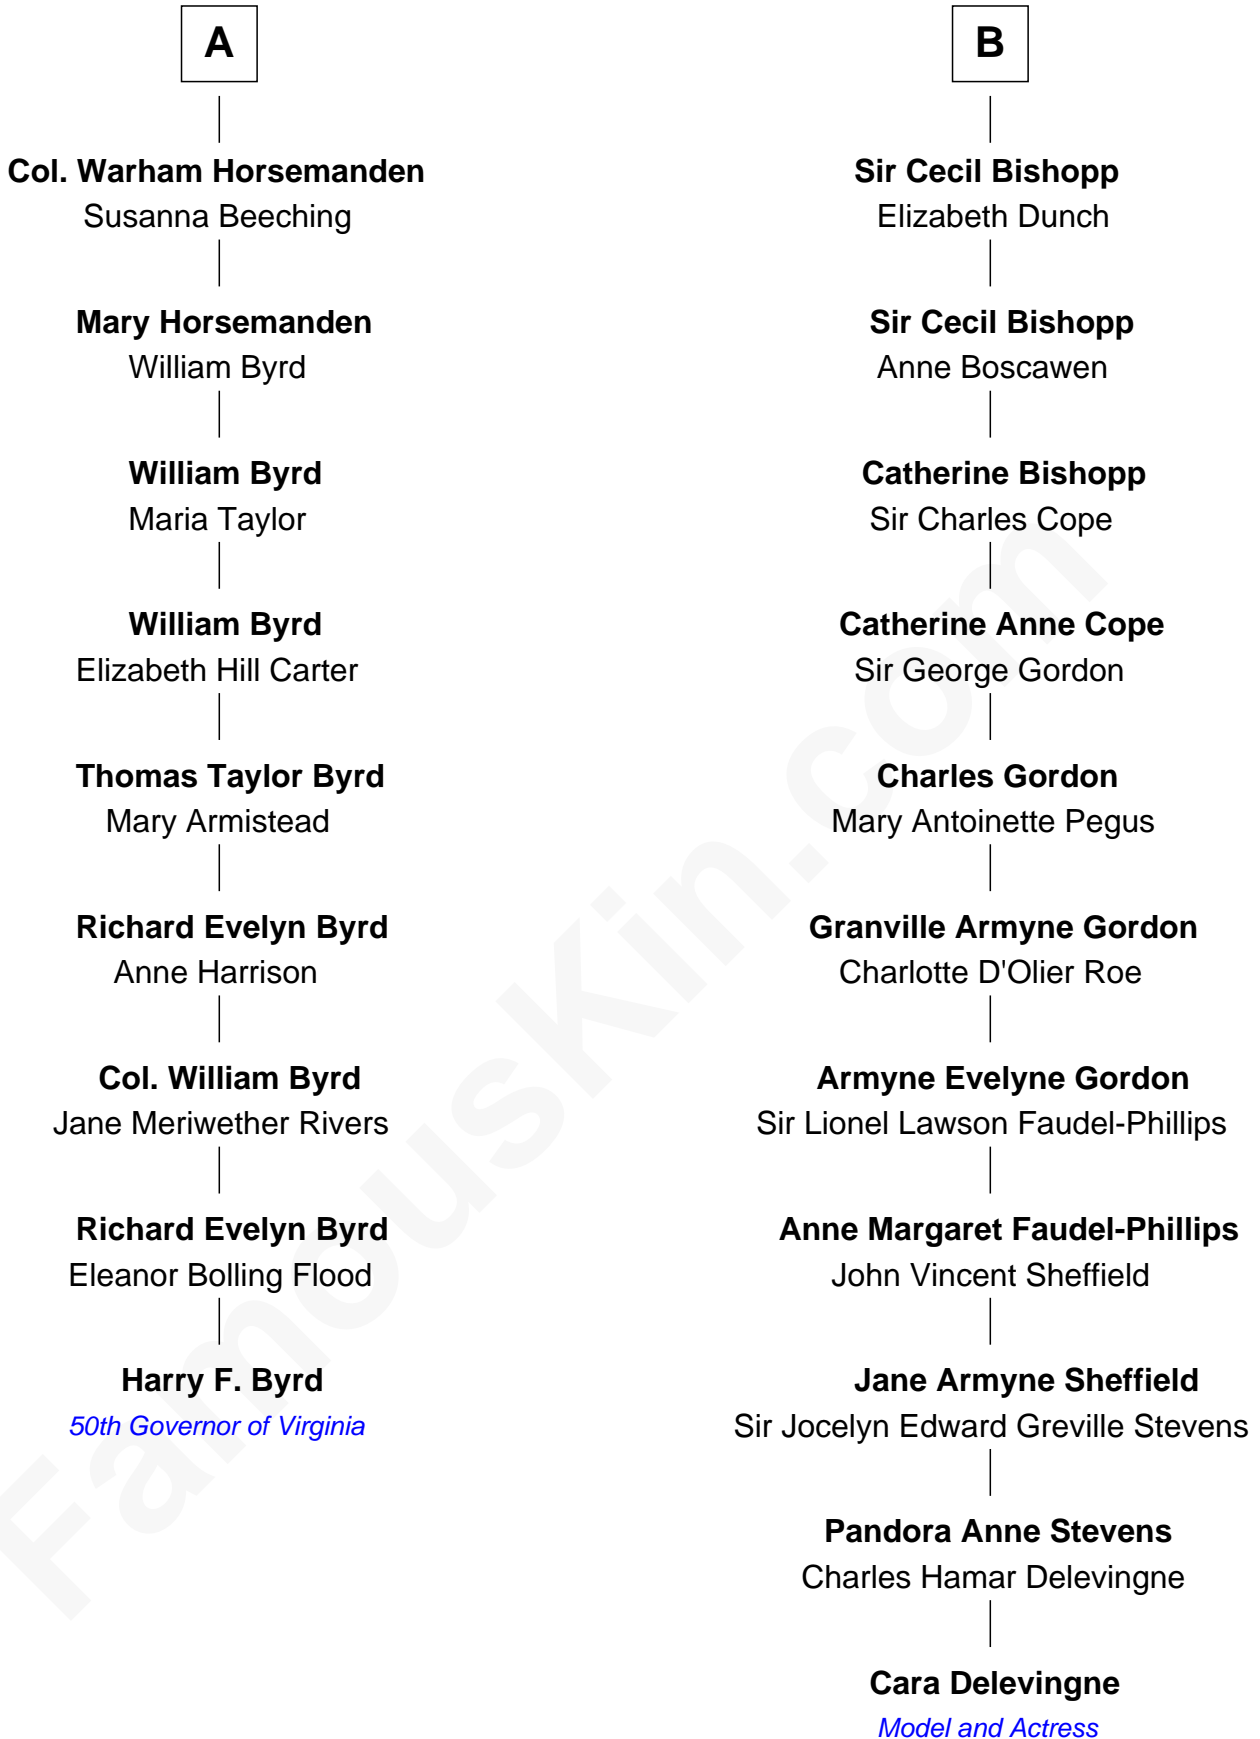 A
Col. Warham Horsemanden
Susanna Beeching
Mary Horsemanden
William Byrd
William Byrd
Maria Taylor
William Byrd
Elizabeth Hill Carter
Thomas Taylor Byrd
Mary Armistead
Richard Evelyn Byrd
Anne Harrison
Col. William Byrd
Jane Meriwether Rivers
Richard Evelyn Byrd
Eleanor Bolling Flood
Harry F. Byrd
50th Governor of Virginia
B
Sir Cecil Bishopp
Elizabeth Dunch
Sir Cecil Bishopp
Anne Boscawen
Catherine Bishopp
Sir Charles Cope
Catherine Anne Cope
Sir George Gordon
Charles Gordon
Mary Antoinette Pegus
Granville Armyne Gordon
Charlotte D'Olier Roe
Armyne Evelyne Gordon
Sir Lionel Lawson Faudel-Phillips
Anne Margaret Faudel-Phillips
John Vincent Sheffield
Jane Armyne Sheffield
Sir Jocelyn Edward Greville Stevens
Pandora Anne Stevens
Charles Hamar Delevingne
Cara Delevingne
Model and Actress
FamousKin.com